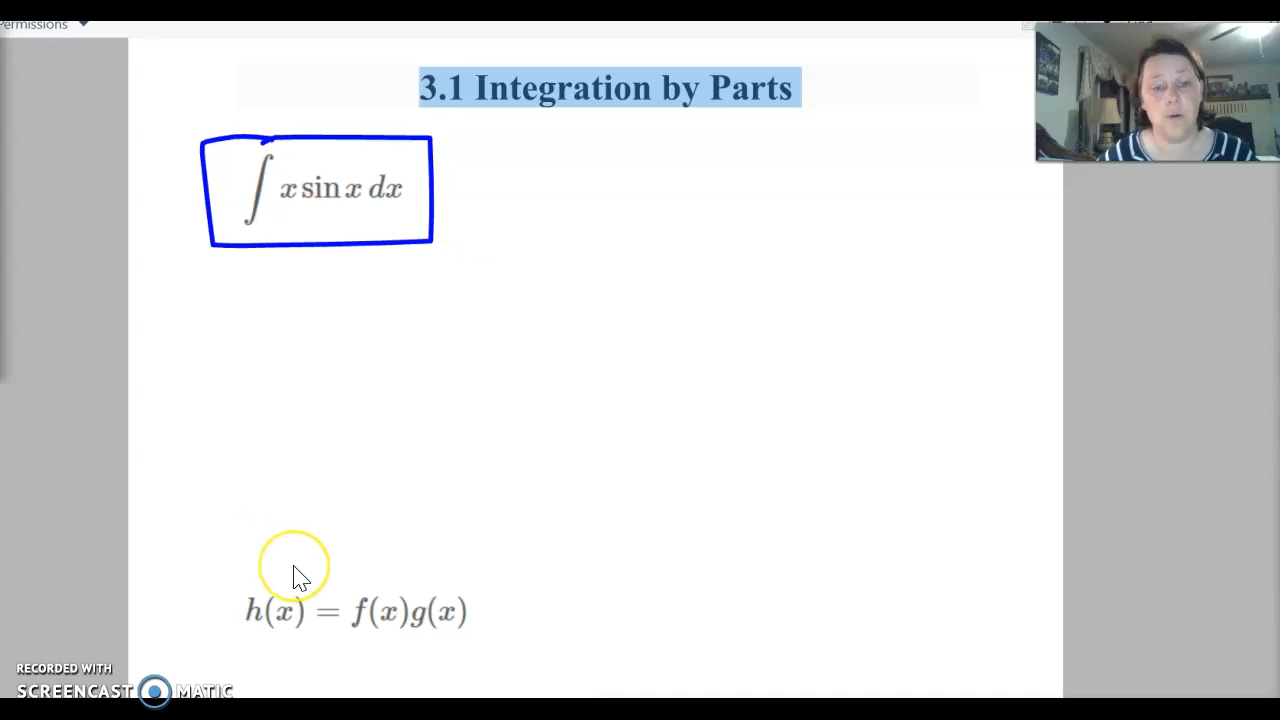 Permissions
3.1 Integration by Parts
∫ x sin x dx
h(x) = f(x)g(x)
RECORDED WITH
SCREENCAST MATIC